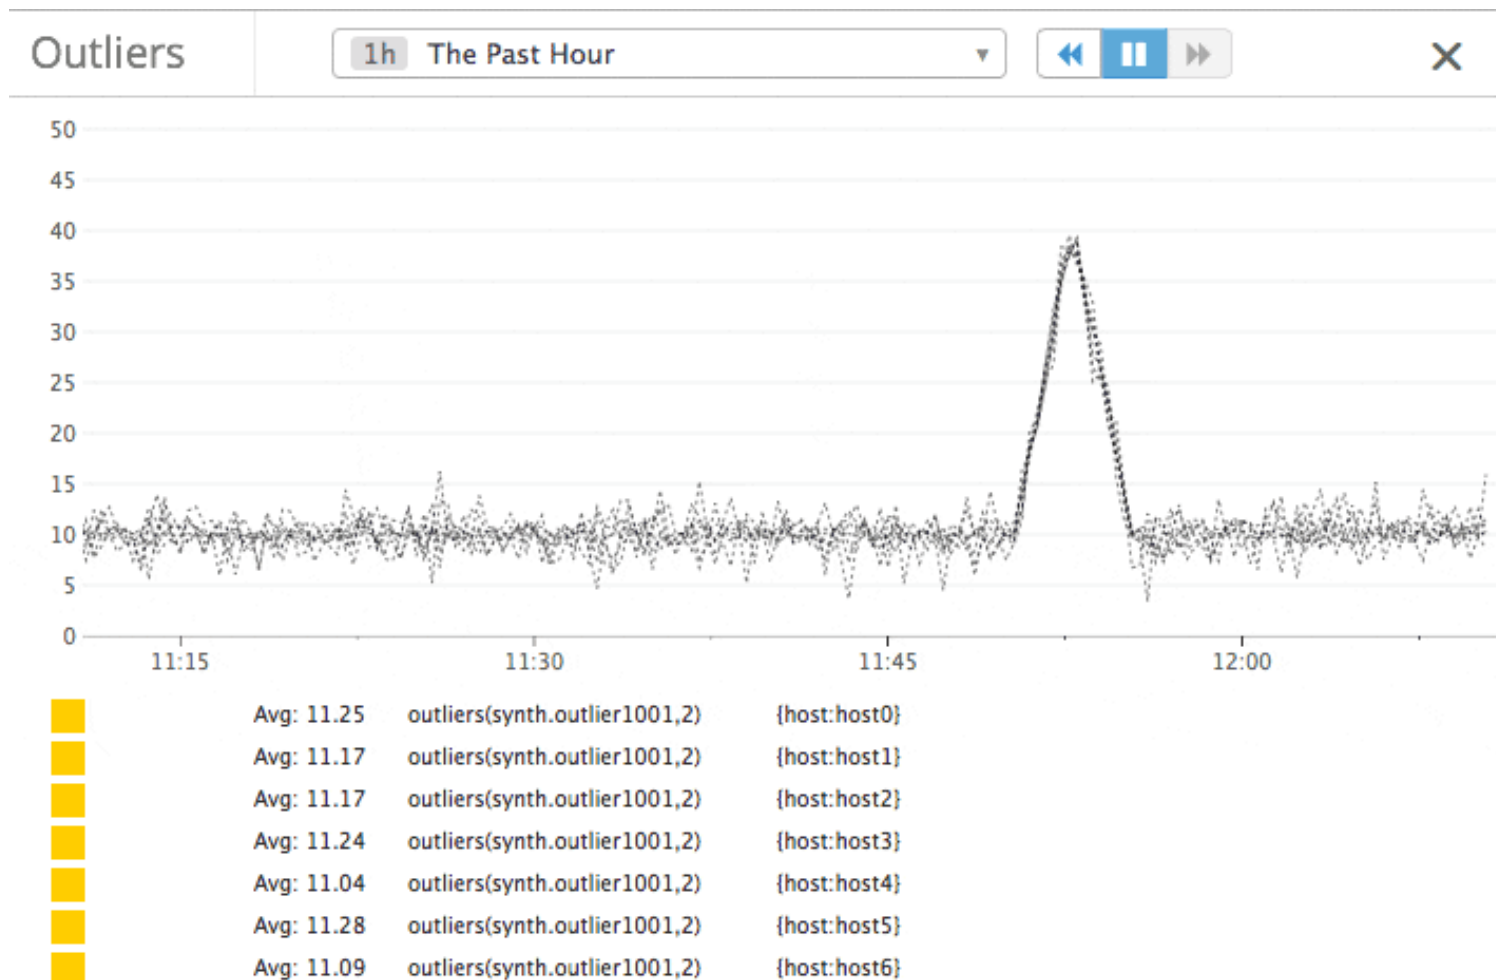 Outliers 1h The Past Hour
50
45
40
35
30
25
20
15
10
5
0
11:15 11:30 11:45 12:00
Avg: 11.25 outliers(synth.outlier1001,2) {host:host0}
Avg: 11.17 outliers(synth.outlier1001,2) {host:host1}
Avg: 11.17 outliers(synth.outlier1001,2) {host:host2}
Avg: 11.24 outliers(synth.outlier1001,2) {host:host3}
Avg: 11.04 outliers(synth.outlier1001,2) {host:host4}
Avg: 11.28 outliers(synth.outlier1001,2) {host:host5}
Avg: 11.09 outliers(synth.outlier1001,2) {host:host6}